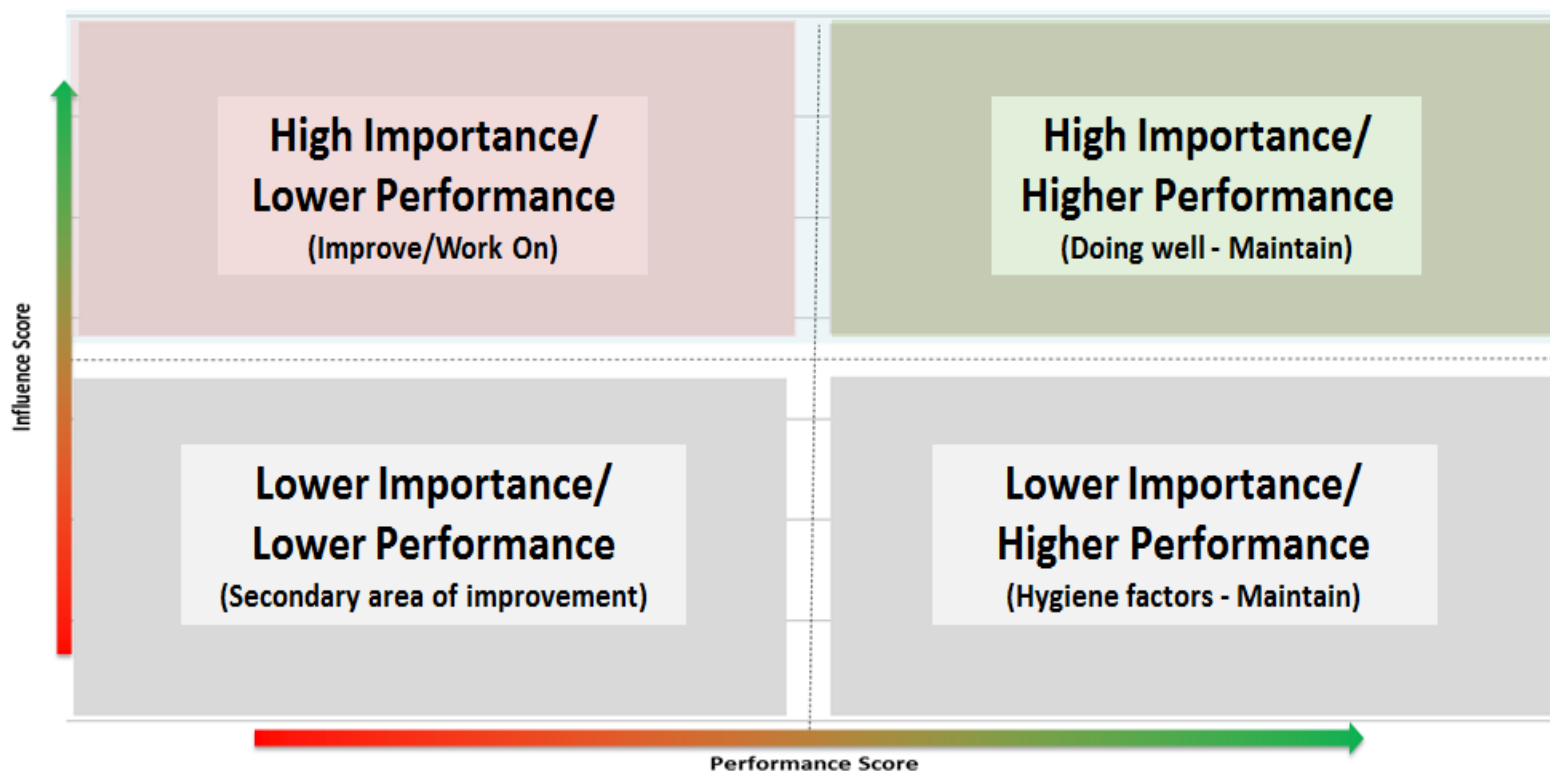 High Importance/
Lower Performance
(Improve/Work On)
High Importance/
Higher Performance
(Doing well - Maintain)
Influence Score
Lower Importance/
Lower Performance
(Secondary area of improvement)
Lower Importance/
Higher Performance
(Hygiene factors - Maintain)
Performance Score